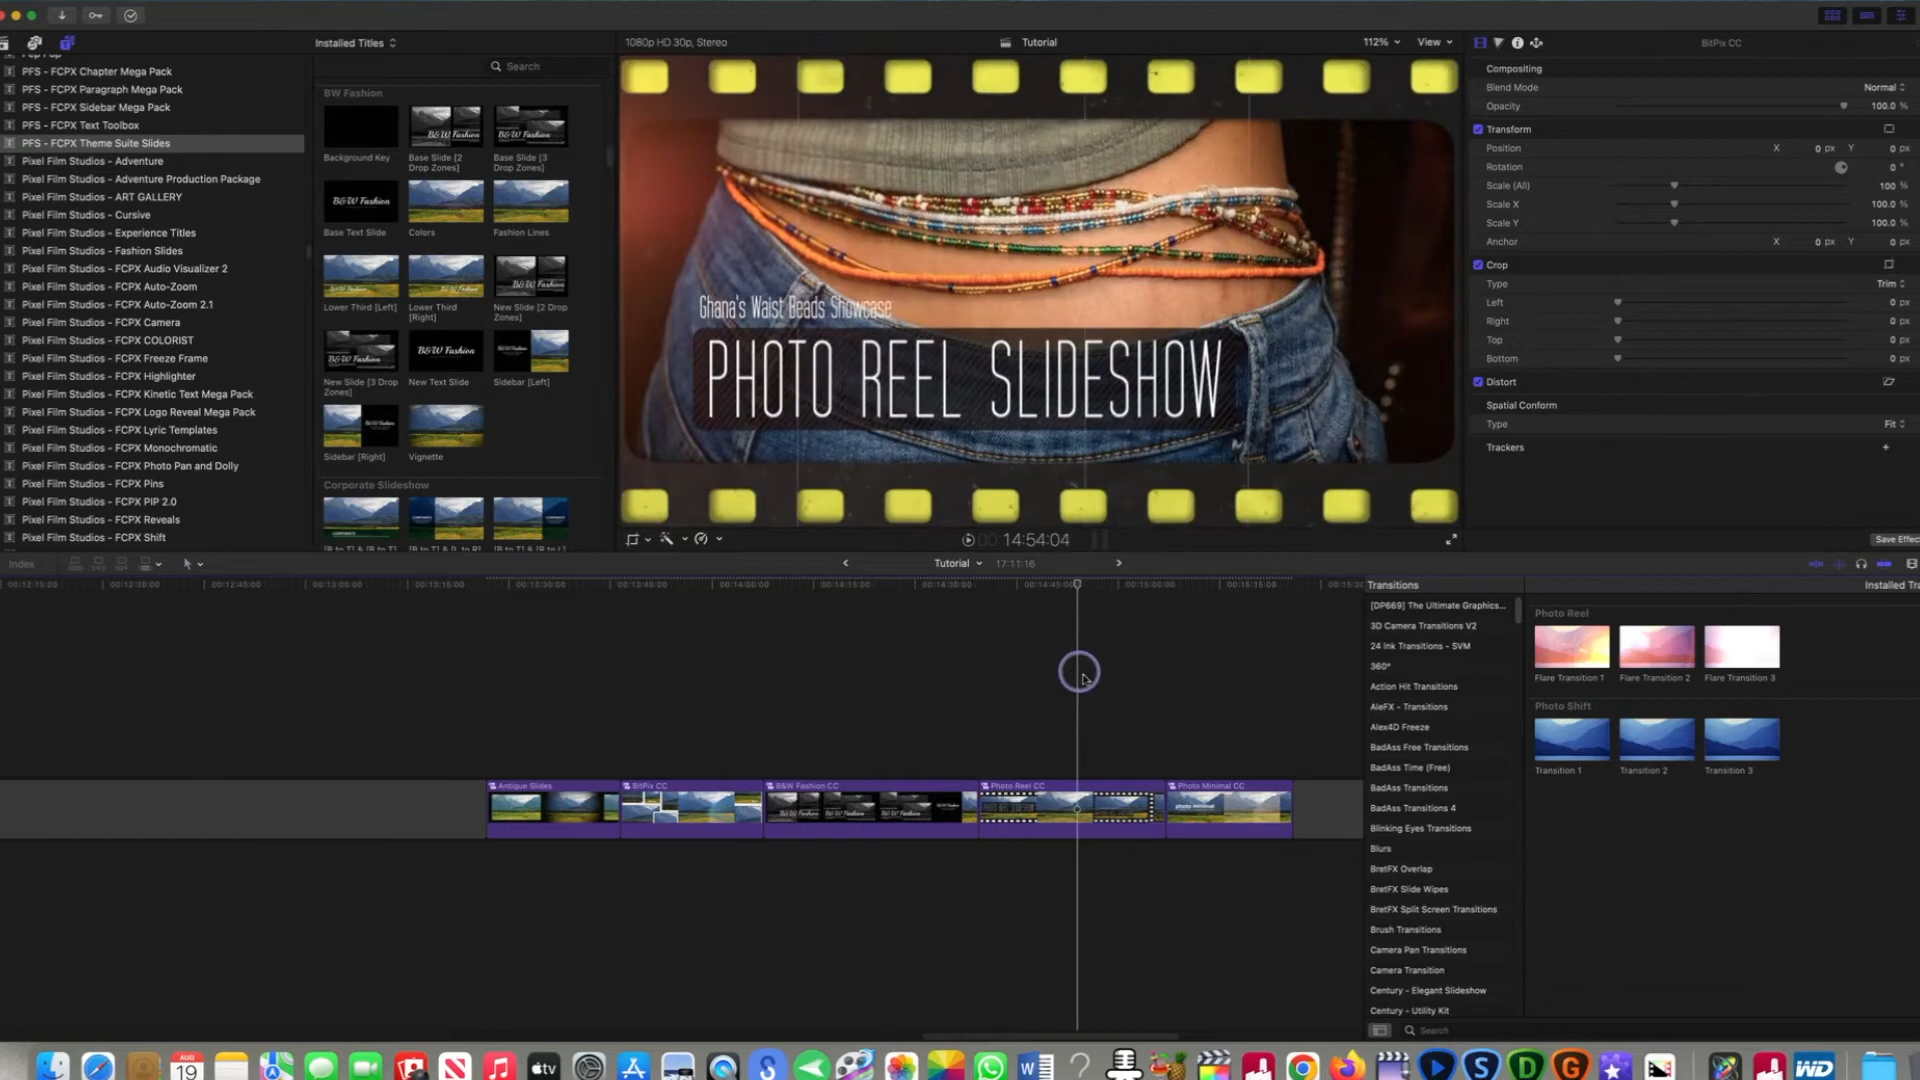 Installed Titles
1080p HD 30p, Stereo
Tutorial
112%
View
BitPix CC
PFS - FCPX Chapter Mega Pack
PFS - FCPX Paragraph Mega Pack
PFS - FCPX Sidebar Mega Pack
PFS - FCPX Text Toolbox
PFS - FCPX Theme Suite Slides
Pixel Film Studios - Adventure
Pixel Film Studios - Adventure Production Package
Pixel Film Studios - ART GALLERY
Pixel Film Studios - Cursive
Pixel Film Studios - Experience Titles
Pixel Film Studios - Fashion Slides
Pixel Film Studios - FCPX Audio Visualizer 2
Pixel Film Studios - FCPX Auto-Zoom
Pixel Film Studios - FCPX Auto-Zoom 2.1
Pixel Film Studios - FCPX Camera
Pixel Film Studios - FCPX COLORIST
Pixel Film Studios - FCPX Freeze Frame
Pixel Film Studios - FCPX Highlighter
Pixel Film Studios - FCPX Kinetic Text Mega Pack
Pixel Film Studios - FCPX Logo Reveal Mega Pack
Pixel Film Studios - FCPX Lyric Templates
Pixel Film Studios - FCPX Monochromatic
Pixel Film Studios - FCPX Photo Pan and Dolly
Pixel Film Studios - FCPX Pins
Pixel Film Studios - FCPX PIP 2.0
Pixel Film Studios - FCPX Reveals
Pixel Film Studios - FCPX Shift
Search
BW Fashion
Background Key
Base Slide [2 Drop Zones]
Base Slide [3 Drop Zones]
B&W Fashion
Base Text Slide
Colors
Fashion Lines
Lower Third [Left]
Lower Third [Right]
New Slide [2 Drop Zones]
New Slide [3 Drop Zones]
B&W Fashion
New Text Slide
Sidebar [Left]
Sidebar [Right]
Vignette
Corporate Slideshow
Ghana's Waist Beads Showcase
PHOTO REEL SLIDESHOW
14:54:04
Compositing
Blend Mode Normal
Opacity 100.0 %
Transform
Position X 0 px Y 0 px
Rotation 0 °
Scale (All) 100 %
Scale X 100.0 %
Scale Y 100.0 %
Anchor X 0 px Y 0 px
Crop
Type Trim
Left 0 px
Right 0 px
Top 0 px
Bottom 0 px
Distort
Spatial Conform
Type Fit
Trackers +
Save Effect
Index
Tutorial 17:11:16
00:12:15:00 00:12:30:00 00:12:45:00 00:13:00:00 00:13:15:00 00:13:30:00 00:13:45:00 00:14:00:00 00:14:15:00 00:14:30:00 00:14:45:00 00:15:00:00 00:15:15:00
Antique Slides
BitPix CC
B&W Fashion CC
Photo Reel CC
Photo Minimal CC
photo minimal
Transitions
[DP669] The Ultimate Graphics...
3D Camera Transitions V2
24 Ink Transitions - SVM
360°
Action Hit Transitions
AleFX - Transitions
Alex4D Freeze
BadAss Free Transitions
BadAss Time (Free)
BadAss Transitions
BadAss Transitions 4
Blinking Eyes Transitions
Blurs
BretFX Overlap
BretFX Slide Wipes
BretFX Split Screen Transitions
Brush Transitions
Camera Pan Transitions
Camera Transition
Century - Elegant Slideshow
Century - Utility Kit
Installed Tra
Photo Reel
Flare Transition 1
Flare Transition 2
Flare Transition 3
Photo Shift
Transition 1
Transition 2
Transition 3
Search
AUG
19
tv
W
S
D
G
WD